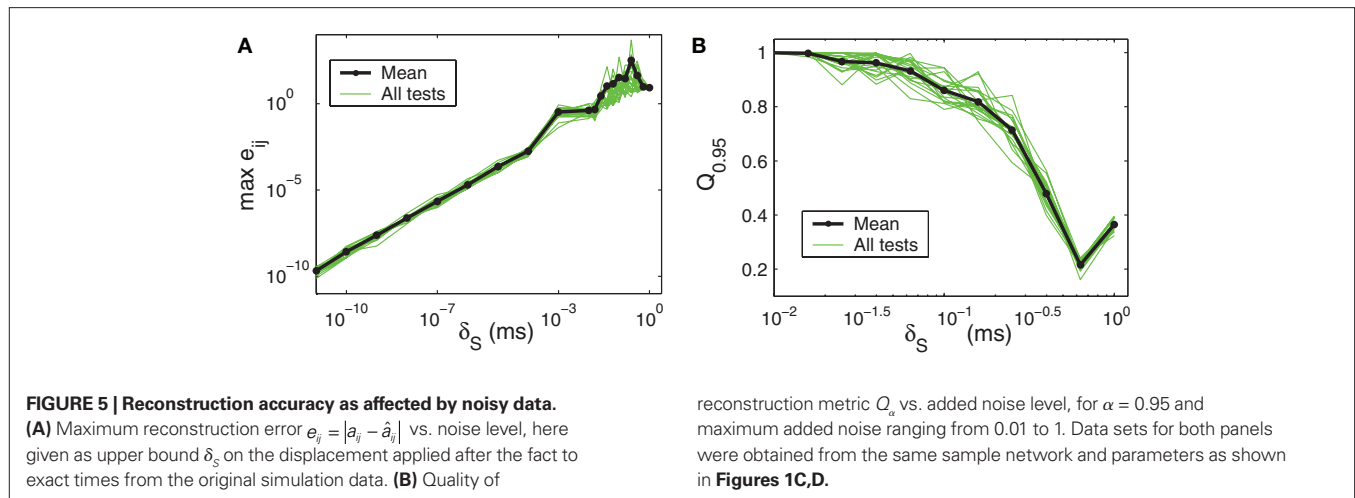 A
Mean
All tests
max e_ij
10^0
10^−5
10^−10
10^−10
10^−7
10^−3
10^0
δ_S (ms)
B
Mean
All tests
Q_0.95
1
0.8
0.6
0.4
0.2
10^−2
10^−1.5
10^−1
10^−0.5
10^0
δ_S (ms)
FIGURE 5 | Reconstruction accuracy as affected by noisy data.
(A) Maximum reconstruction error e_ij = |a_ij − â_ij| vs. noise level, here
given as upper bound δ_S on the displacement applied after the fact to
exact times from the original simulation data. (B) Quality of
reconstruction metric Q_α vs. added noise level, for α = 0.95 and
maximum added noise ranging from 0.01 to 1. Data sets for both panels
were obtained from the same sample network and parameters as shown
in Figures 1C,D.